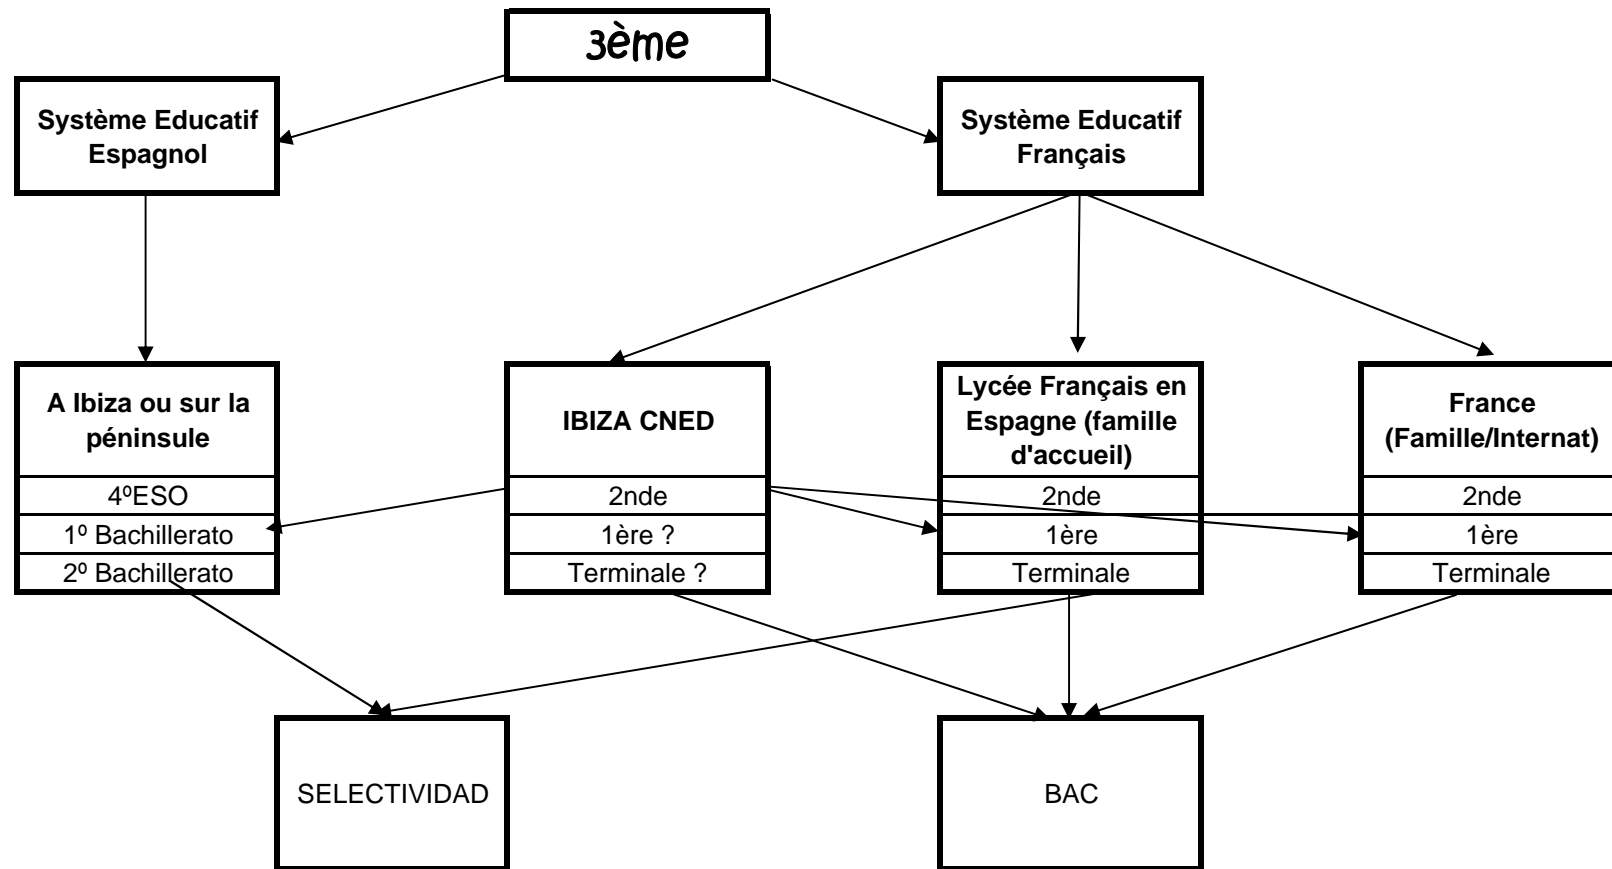 3ème
Système Educatif
Espagnol
Système Educatif
Français
A Ibiza ou sur la
péninsule
4ºESO
1º Bachillerato
2º Bachillerato
IBIZA CNED
2nde
1ère ?
Terminale ?
Lycée Français en
Espagne (famille
d'accueil)
2nde
1ère
Terminale
France
(Famille/Internat)
2nde
1ère
Terminale
SELECTIVIDAD
BAC